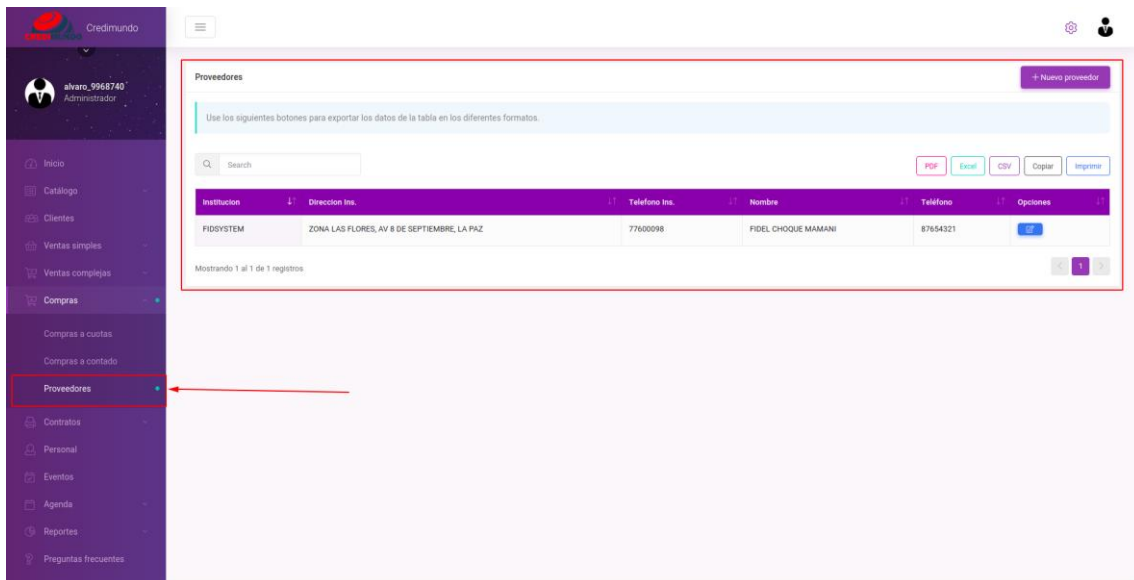 Credimundo
alvaro_9968740
Administrador
Inicio
Catálogo
Clientes
Ventas simples
Ventas complejas
Compras
Compras a cuotas
Compras a contado
Proveedores
Contratos
Personal
Eventos
Agenda
Reportes
Preguntas frecuentes
Proveedores
+ Nuevo proveedor
Use los siguientes botones para exportar los datos de la tabla en los diferentes formatos.
Search
PDF Excel CSV Copiar Imprimir
Institucion Direccion Ins. Telefono Ins. Nombre Teléfono Opciones
FIDSYSTEM ZONA LAS FLORES, AV 8 DE SEPTIEMBRE, LA PAZ 77600098 FIDEL CHOQUE MAMANI 87654321
Mostrando 1 al 1 de 1 registros
< 1 >